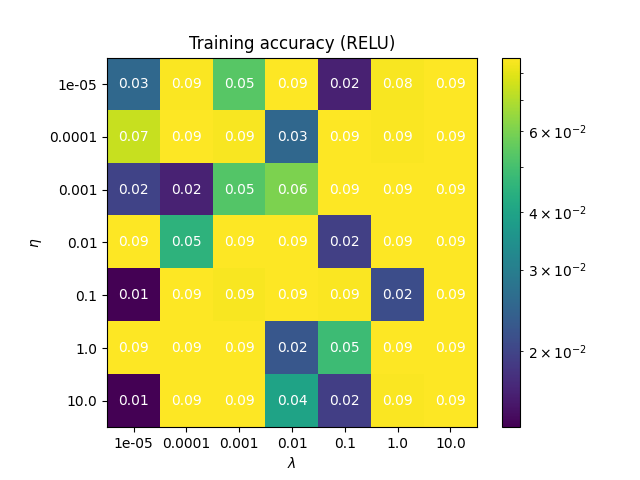 Training accuracy (RELU)
1e-05 0.03 0.09 0.05 0.09 0.02 0.08 0.09
0.0001 0.07 0.09 0.09 0.03 0.09 0.09 0.09
0.001 0.02 0.02 0.05 0.06 0.09 0.09 0.09
0.01 0.09 0.05 0.09 0.09 0.02 0.09 0.09
0.1 0.01 0.09 0.09 0.09 0.09 0.02 0.09
1.0 0.09 0.09 0.09 0.02 0.05 0.09 0.09
10.0 0.01 0.09 0.09 0.04 0.02 0.09 0.09
1e-05 0.0001 0.001 0.01 0.1 1.0 10.0
λ
η
6 × 10⁻²
4 × 10⁻²
3 × 10⁻²
2 × 10⁻²